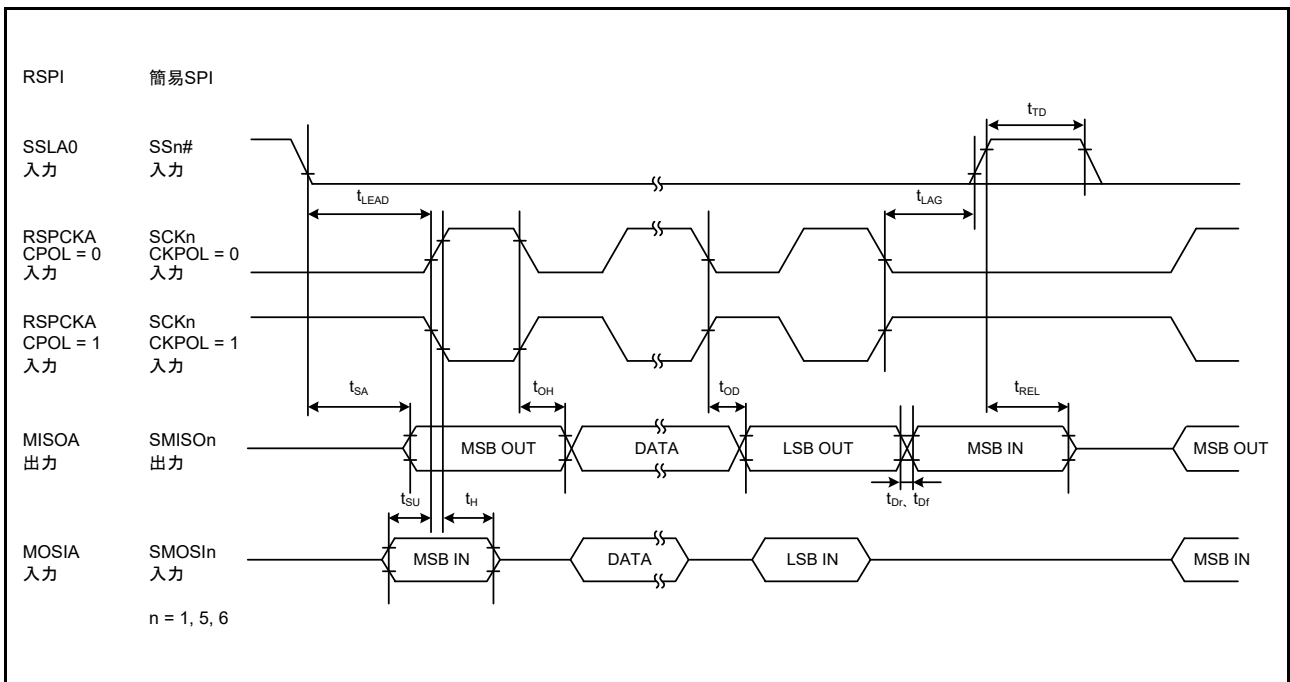 RSPI 簡易SPI
tTD
SSLA0 SSn#
入力 入力
tLEAD
tLAG
RSPCKA SCKn
CPOL = 0 CKPOL = 0
入力 入力
RSPCKA SCKn
CPOL = 1 CKPOL = 1
入力 入力
tSA
tOH
tOD
tREL
MISOA SMISOn
出力 出力
MSB OUT
DATA
LSB OUT
MSB IN
MSB OUT
tSU
tH
tDr、tDf
MOSIA SMOSIn
入力 入力
MSB IN
DATA
LSB IN
MSB IN
n = 1, 5, 6